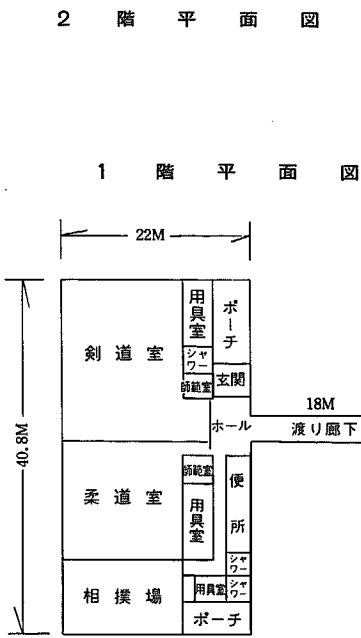 2 階 平 面 図
1 階 平 面 図
22M
用具室
ポーチ
剣道室
シャワー
師範室
玄関
40.8M
ホール
18M
渡り廊下
師範室
便所
柔道室
用具室
シャワー
相撲場
用具室
シャワー
ポーチ